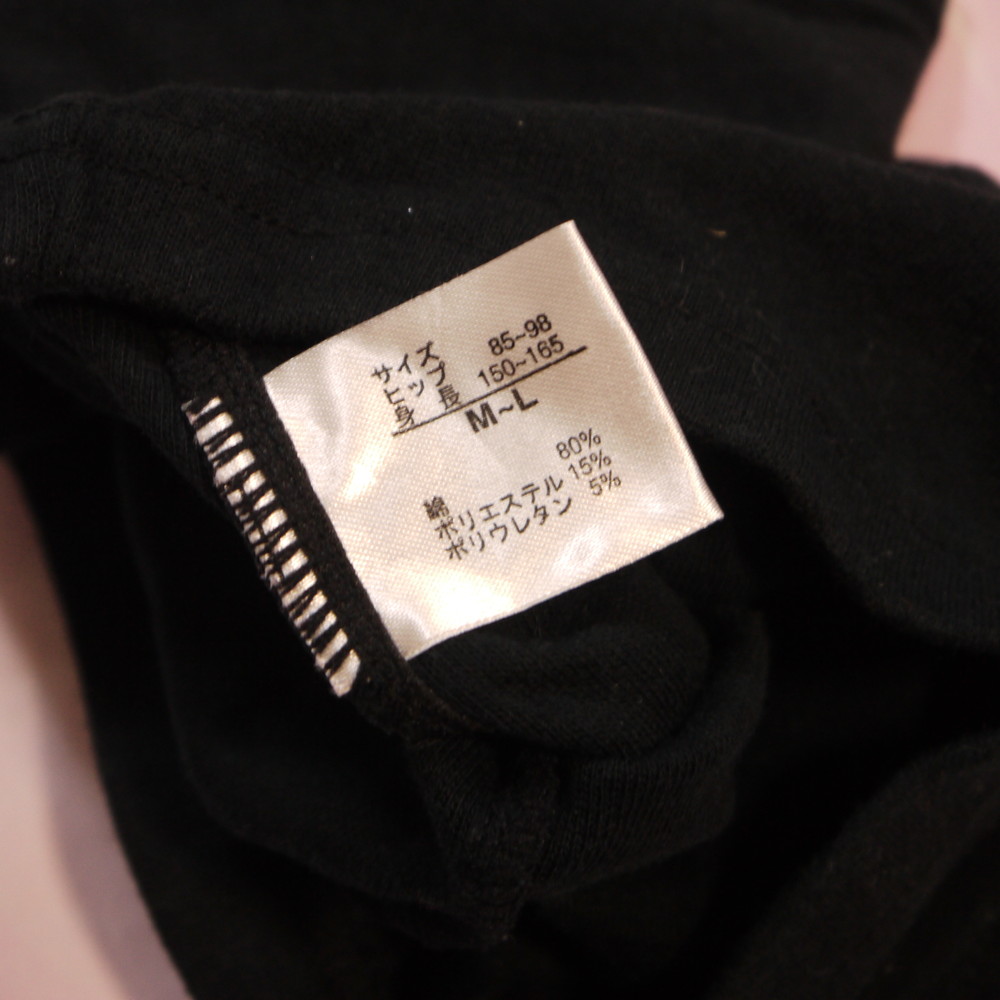 サイズ
ヒップ 85~98
身長 150~165
M~L
綿 80%
ポリエステル 15%
ポリウレタン 5%